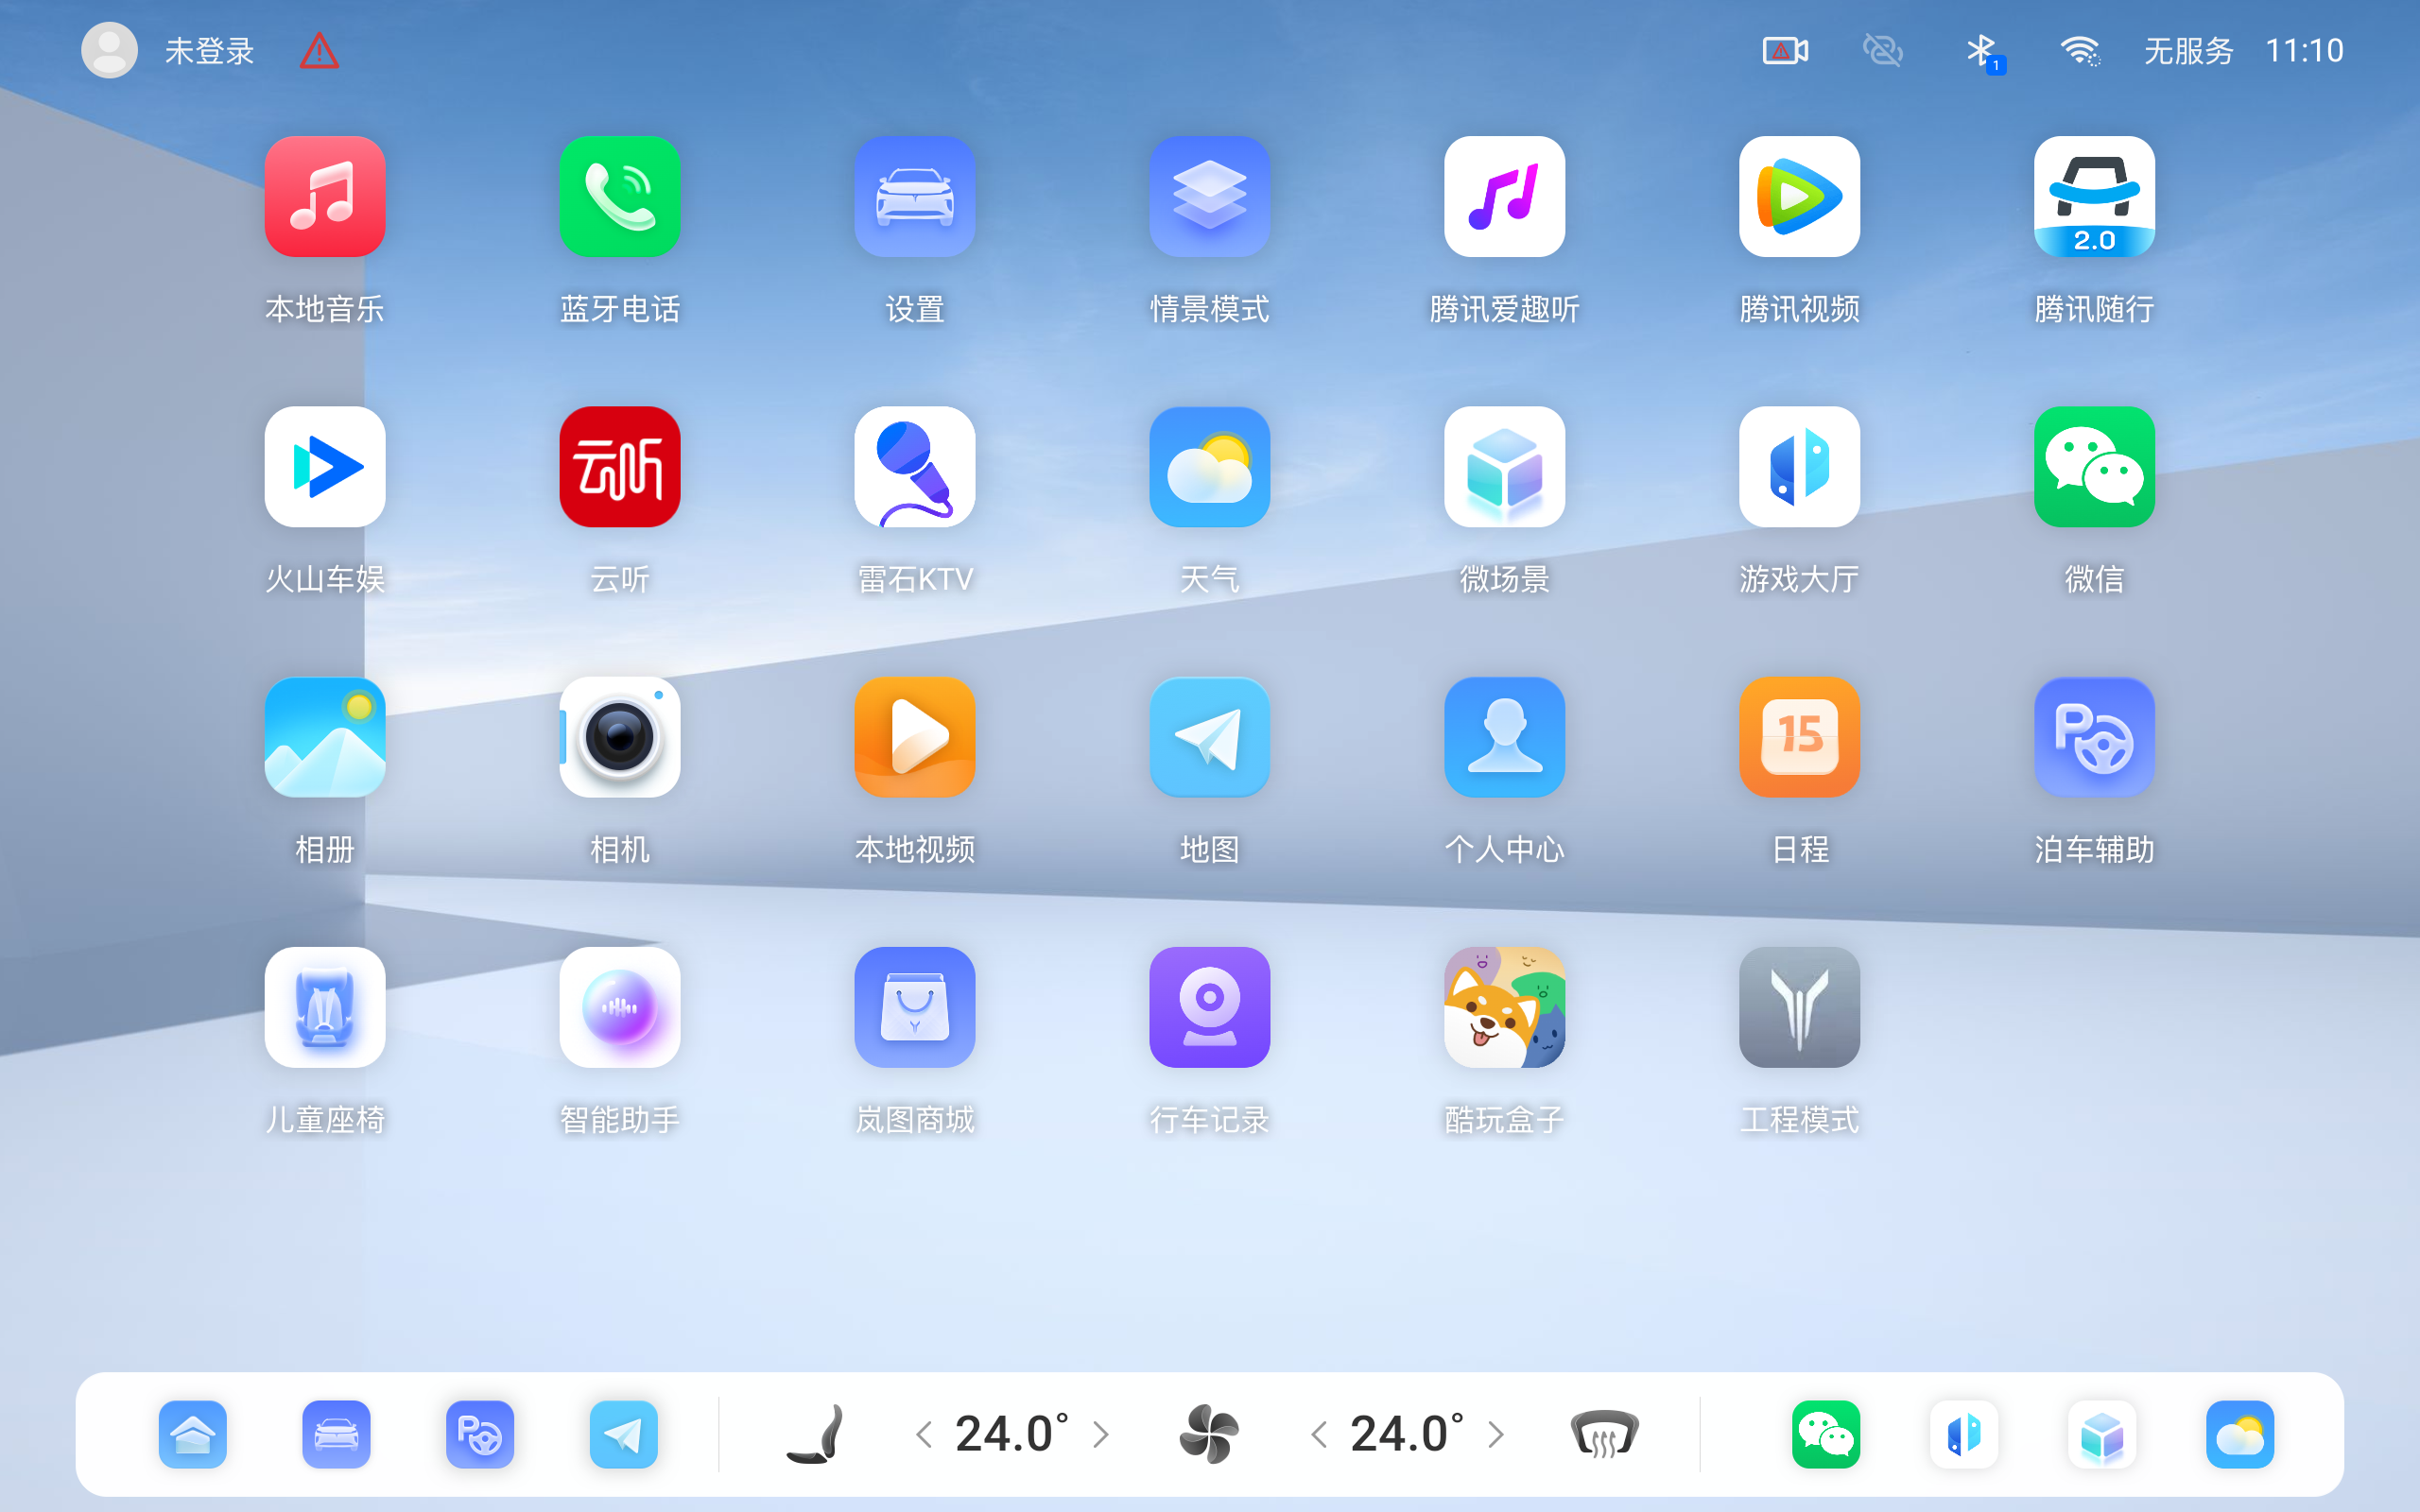 未登录
1
无服务 11:10
2.0
本地音乐 蓝牙电话 设置 情景模式 腾讯爱趣听 腾讯视频 腾讯随行
云听
火山车娱 云听 雷石KTV 天气 微场景 游戏大厅 微信
15
P
相册 相机 本地视频 地图 个人中心 日程 泊车辅助
儿童座椅 智能助手 岚图商城 行车记录 酷玩盒子 工程模式
P
24.0° 24.0°